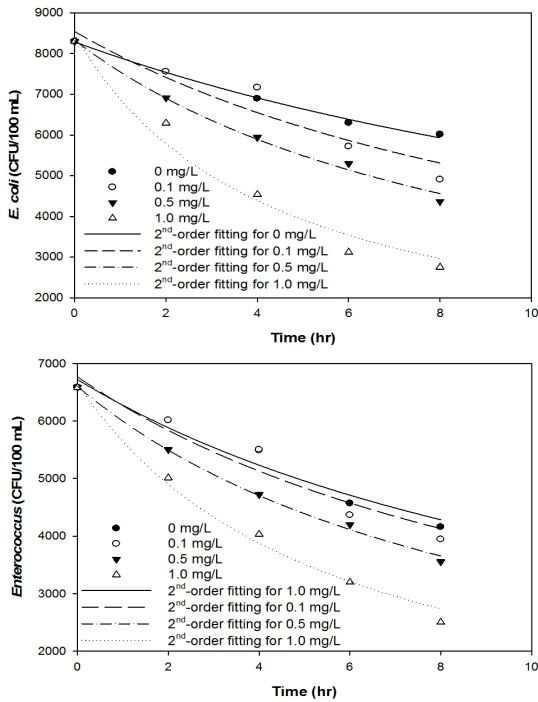 9000
8000
7000
6000
5000
4000
3000
2000
E. coli (CFU/100 mL)
0 mg/L
0.1 mg/L
0.5 mg/L
1.0 mg/L
2nd-order fitting for 0 mg/L
2nd-order fitting for 0.1 mg/L
2nd-order fitting for 0.5 mg/L
2nd-order fitting for 1.0 mg/L
0 2 4 6 8 10
Time (hr)
7000
6000
5000
4000
3000
2000
Enterococcus (CFU/100 mL)
0 mg/L
0.1 mg/L
0.5 mg/L
1.0 mg/L
2nd-order fitting for 1.0 mg/L
2nd-order fitting for 0.1 mg/L
2nd-order fitting for 0.5 mg/L
2nd-order fitting for 1.0 mg/L
0 2 4 6 8 10
Time (hr)